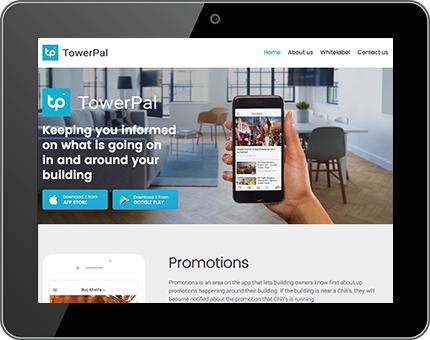 tp TowerPal
Home About us Whitelabel Contact us
tp TowerPal
Keeping you informed
on what is going on
in and around your
building
Download it from
APP STORE
Download it from
GOOGLE PLAY
Promotions
Promotions is an area on the app that lets building owners know first about up
promotions happening around their building. If the building is near a Chili's, they will
become notified about the promotion that Chili's is running.
Burj Khalifa